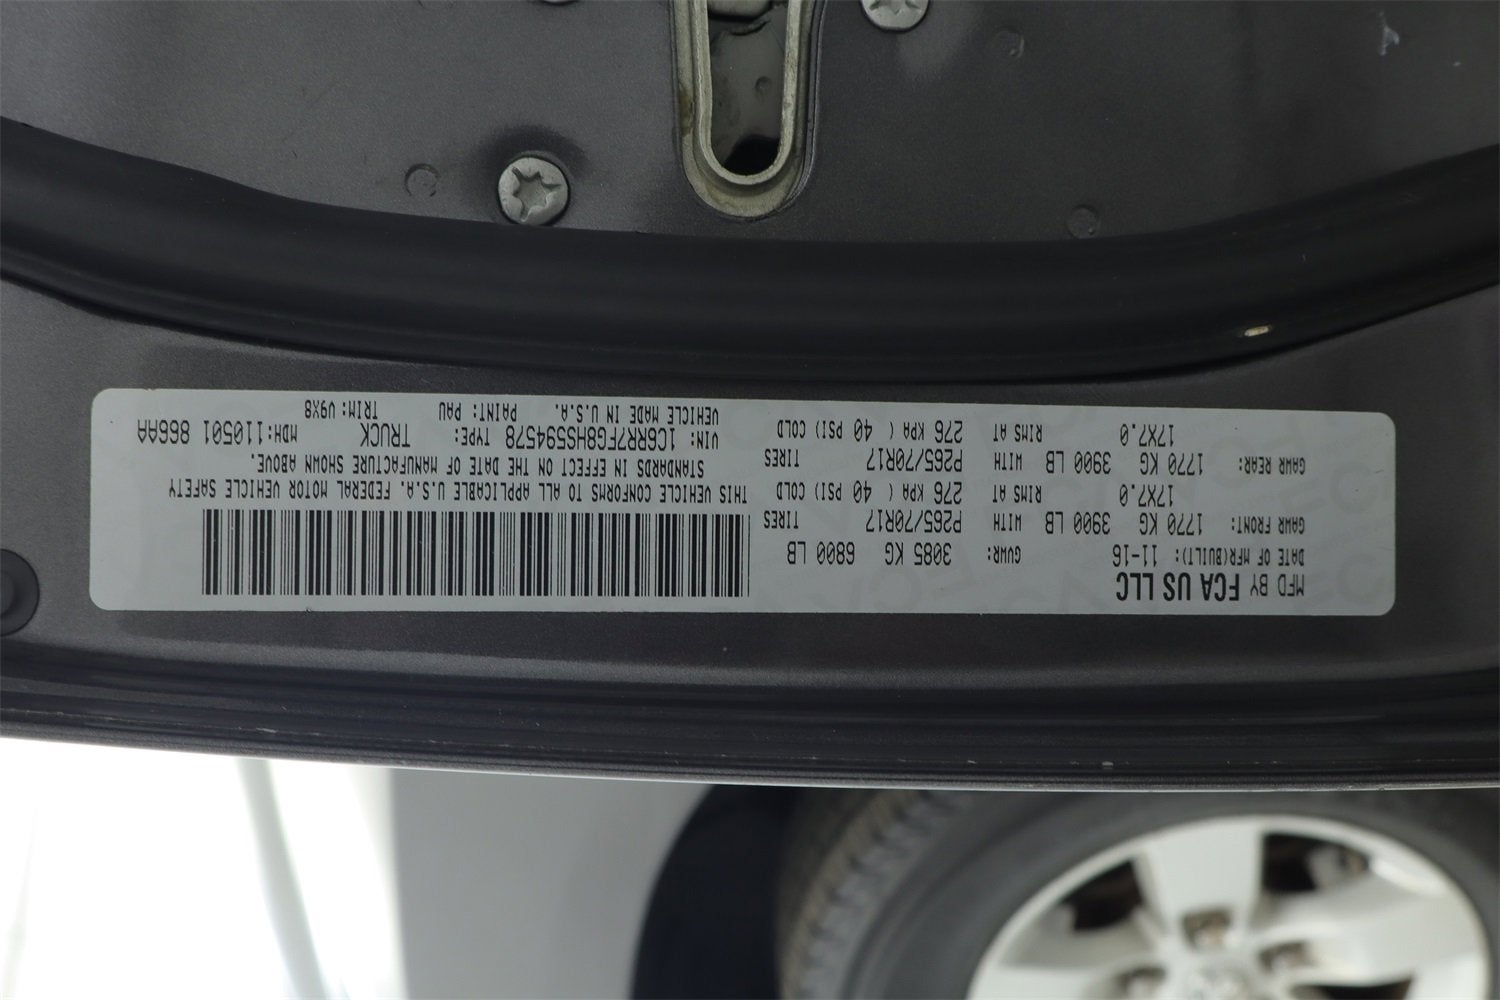 MFD BY FCA US LLC
DATE OF MFR(BUILT): 11-16 GVWR: 3085 KG 6800 LB
GAWR FRONT: 1770 KG 3900 LB WITH P265/70R17 TIRES
17X7.0 RIMS AT 276 KPA ( 40 PSI) COLD
GAWR REAR: 1770 KG 3900 LB WITH P265/70R17 TIRES
17X7.0 RIMS AT 276 KPA ( 40 PSI) COLD
THIS VEHICLE CONFORMS TO ALL APPLICABLE U.S.A. FEDERAL MOTOR VEHICLE SAFETY
STANDARDS IN EFFECT ON THE DATE OF MANUFACTURE SHOWN ABOVE.
VIN: 1C6RR7FG8HS594578 TYPE: TRUCK MDH:110501 866AA
VEHICLE MADE IN U.S.A. PAINT: PAU TRIM: V9X8